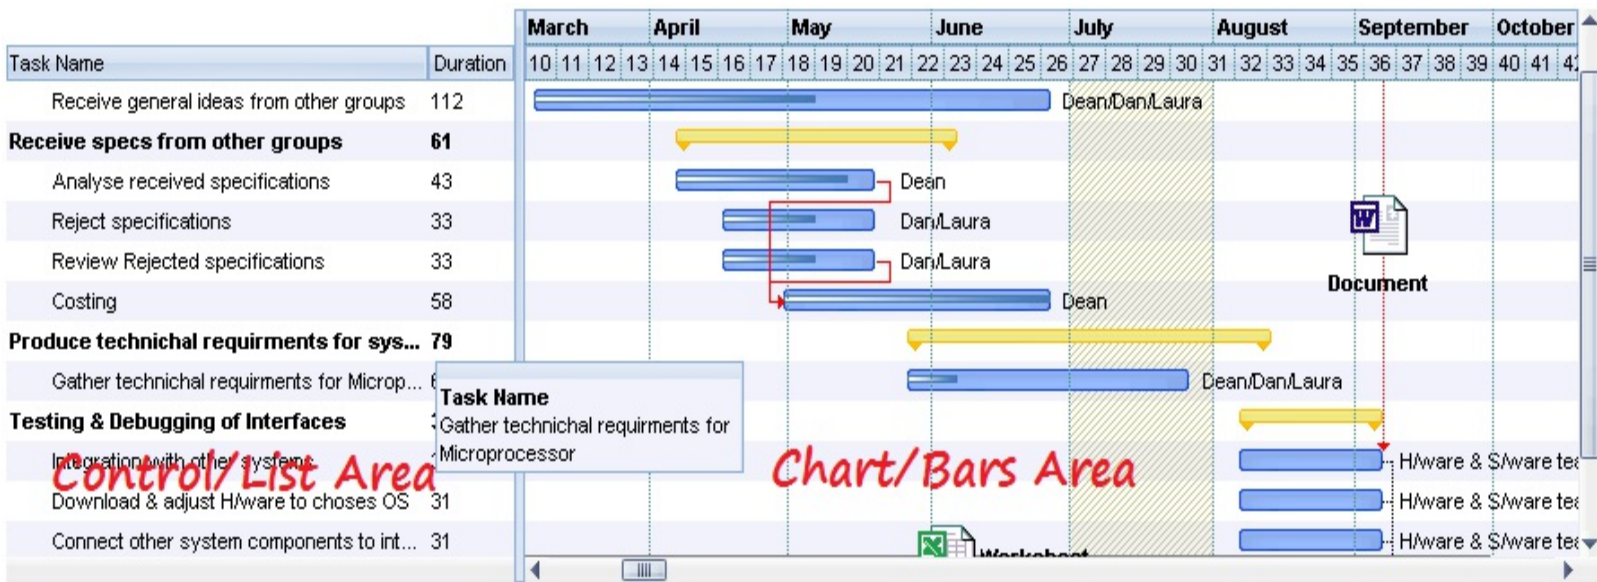 March April May June July August September October
Task Name Duration 10 11 12 13 14 15 16 17 18 19 20 21 22 23 24 25 26 27 28 29 30 31 32 33 34 35 36 37 38 39 40 41
Receive general ideas from other groups 112 Dean/Dan/Laura
Receive specs from other groups 61
Analyse received specifications 43 Dean
Reject specifications 33 Dan/Laura
Review Rejected specifications 33 Dan/Laura
Document
Costing 58 Dean
Produce technichal requirments for sys... 79
Gather technichal requirments for Microp... Dean/Dan/Laura
Task Name
Gather technichal requirments for
Microprocessor
Testing & Debugging of Interfaces
Integration with other systems H/ware & S/ware
Control/List Area
Chart/Bars Area
Download & adjust H/ware to choses OS 31 H/ware & S/ware
Connect other system components to int... 31 H/ware & S/ware
Worksheet